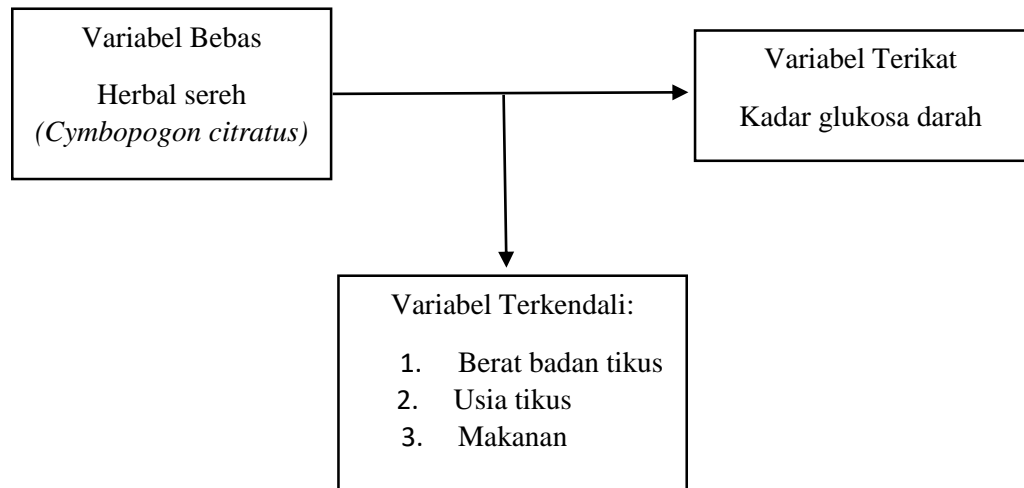 Variabel Bebas
Herbal sereh
(Cymbopogon citratus)
Variabel Terikat
Kadar glukosa darah
Variabel Terkendali:
1. Berat badan tikus
2. Usia tikus
3. Makanan